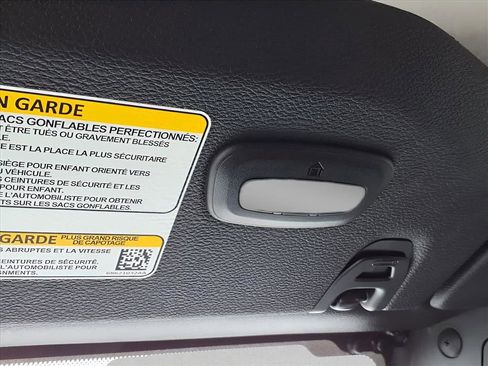 N GARDE
SACS GONFLABLES PERFECTIONNÉS:
T ÊTRE TUÉS OU GRAVEMENT BLESSÉS
LE.
E EST LA PLACE LA PLUS SÉCURITAIRE
SIÈGE POUR ENFANT ORIENTÉ VERS
U VÉHICULE.
S CEINTURES DE SÉCURITÉ ET LES
POUR ENFANT.
E L'AUTOMOBILISTE POUR OBTENIR
TS SUR LES SACS GONFLABLES.
GARDE PLUS GRAND RISQUE
DE CAPOTAGE
S ABRUPTES ET LA VITESSE
EINTURES DE SÉCURITÉ.
L'AUTOMOBILISTE POUR
GNEMENTS.